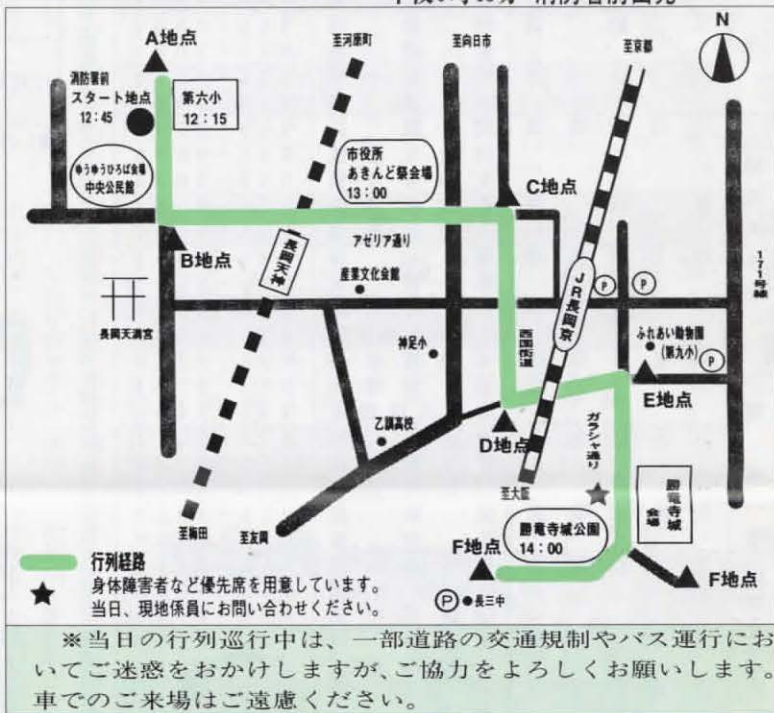 N
A地点
至河原町
至向日市
至京都
消防署前
スタート地点
12:45
第六小
12:15
ゆうゆうひろば会場
中央公民館
市役所
あきんど祭会場
13:00
C地点
B地点
アゼリア通り
長岡天神
産業文化会館
長岡天満宮
神足小
西国街道
JR長岡京
P
P
171号線
ふれあい動物園
(第九小)
P
E地点
乙訓高校
D地点
ガラシャ通り
至大阪
勝竜寺城
会場
至梅田
至友岡
勝竜寺城公園
14:00
F地点
F地点
P ●長三中
行列経路
★ 身体障害者など優先席を用意しています。
当日、現地係員にお問い合わせください。
※当日の行列巡行中は、一部道路の交通規制やバス運行にお
いてご迷惑をおかけしますが、ご協力をよろしくお願いします。
車でのご来場はご遠慮ください。